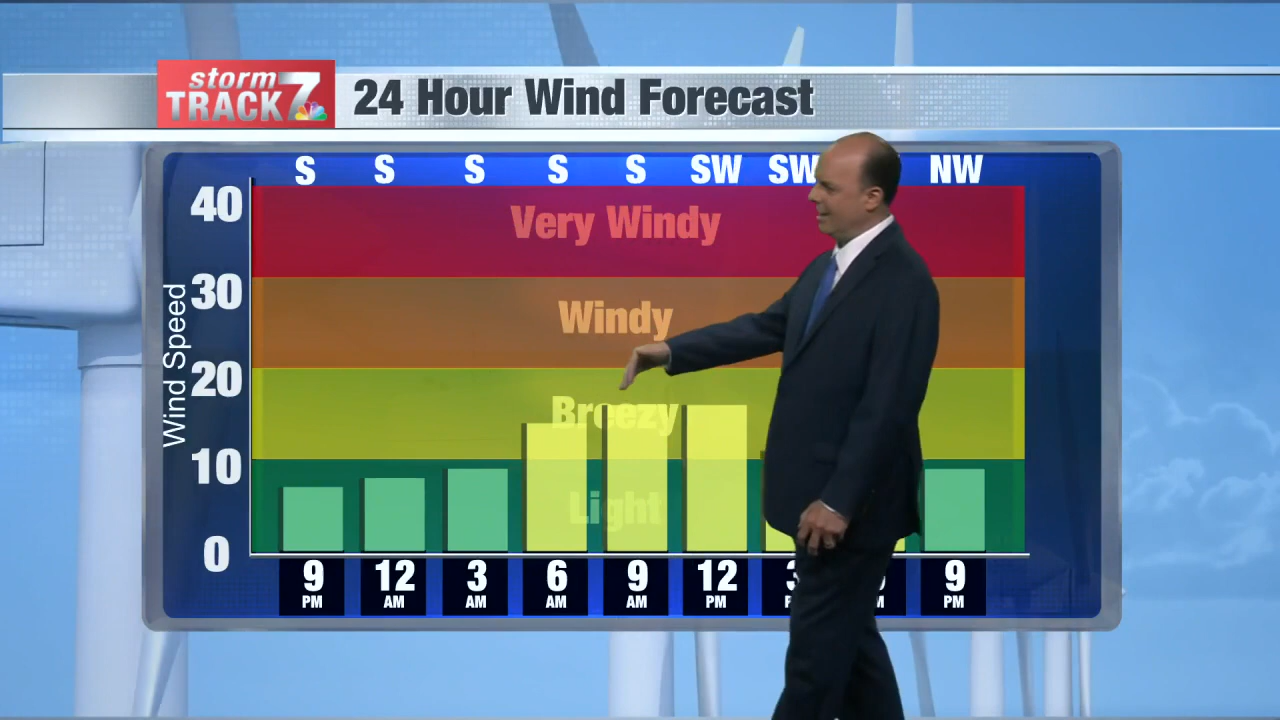 storm
TRACK 7
24 Hour Wind Forecast
S S S S S SW SW NW
40
Very Windy
30
Windy
Wind Speed
20
Breezy
10
Light
0
9 12 3 6 9 12 3 9
PM AM AM AM AM PM PM